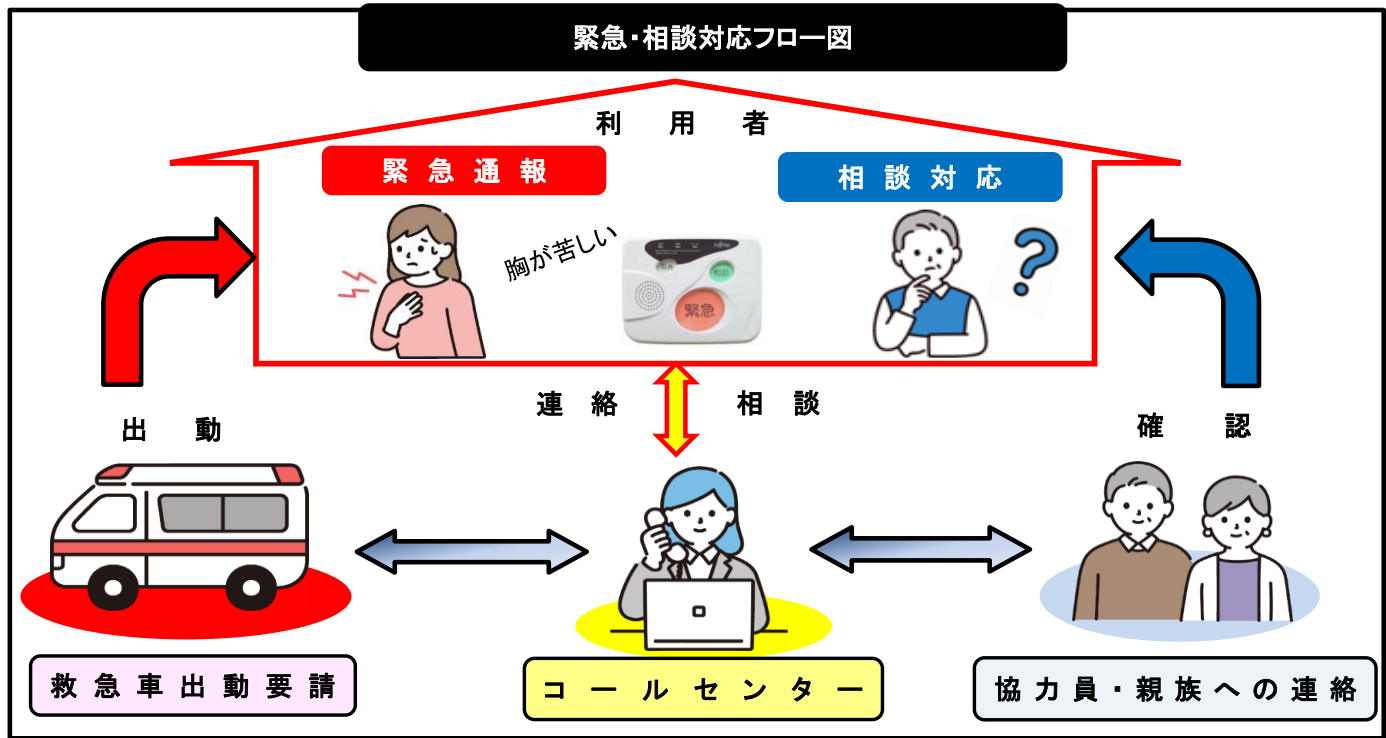 緊急・相談対応フロー図
利用者
緊急通報
相談対応
胸が苦しい
緊急
連絡
相談
出動
確認
救急車出動要請
コールセンター
協力員・親族への連絡